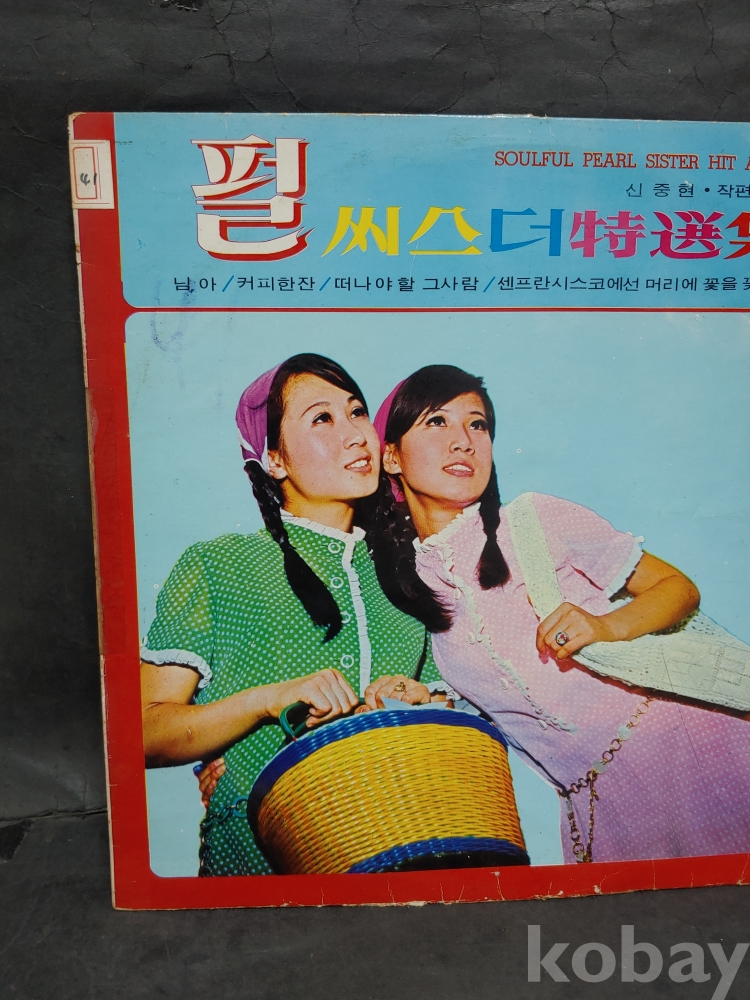 41
SOULFUL PEARL SISTER HIT
신중현·작편
펄 씨스더 特選
님아/커피한잔/떠나야할 그사람/센프란시스코에선 머리에 꽃을
kobay